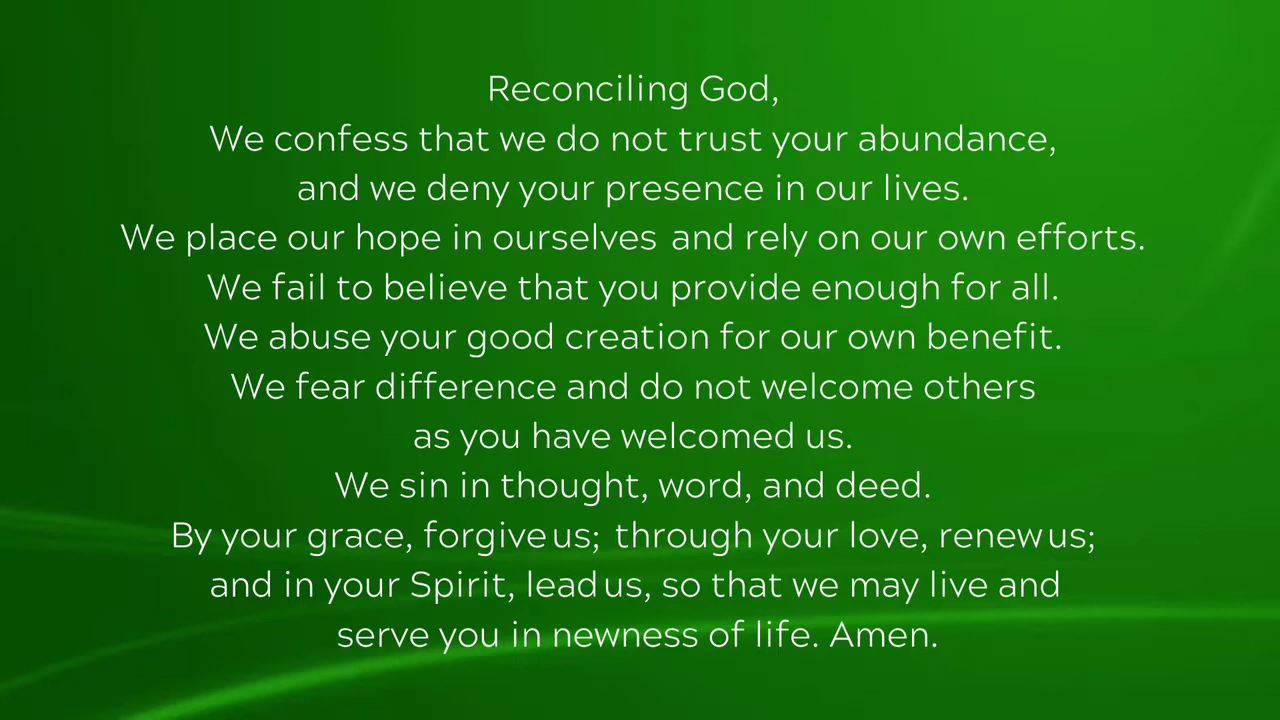 Reconciling God,
We confess that we do not trust your abundance,
and we deny your presence in our lives.
We place our hope in ourselves and rely on our own efforts.
We fail to believe that you provide enough for all.
We abuse your good creation for our own benefit.
We fear difference and do not welcome others
as you have welcomed us.
We sin in thought, word, and deed.
By your grace, forgive us; through your love, renew us;
and in your Spirit, lead us, so that we may live and
serve you in newness of life. Amen.